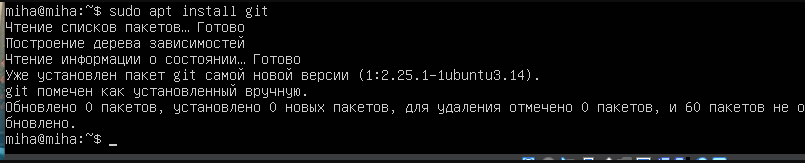 miha@miha:~$ sudo apt install git
Чтение списков пакетов… Готово
Построение дерева зависимостей
Чтение информации о состоянии… Готово
Уже установлен пакет git самой новой версии (1:2.25.1-1ubuntu3.14).
git помечен как установленный вручную.
Обновлено 0 пакетов, установлено 0 новых пакетов, для удаления отмечено 0 пакетов, и 60 пакетов не о
бновлено.
miha@miha:~$ _